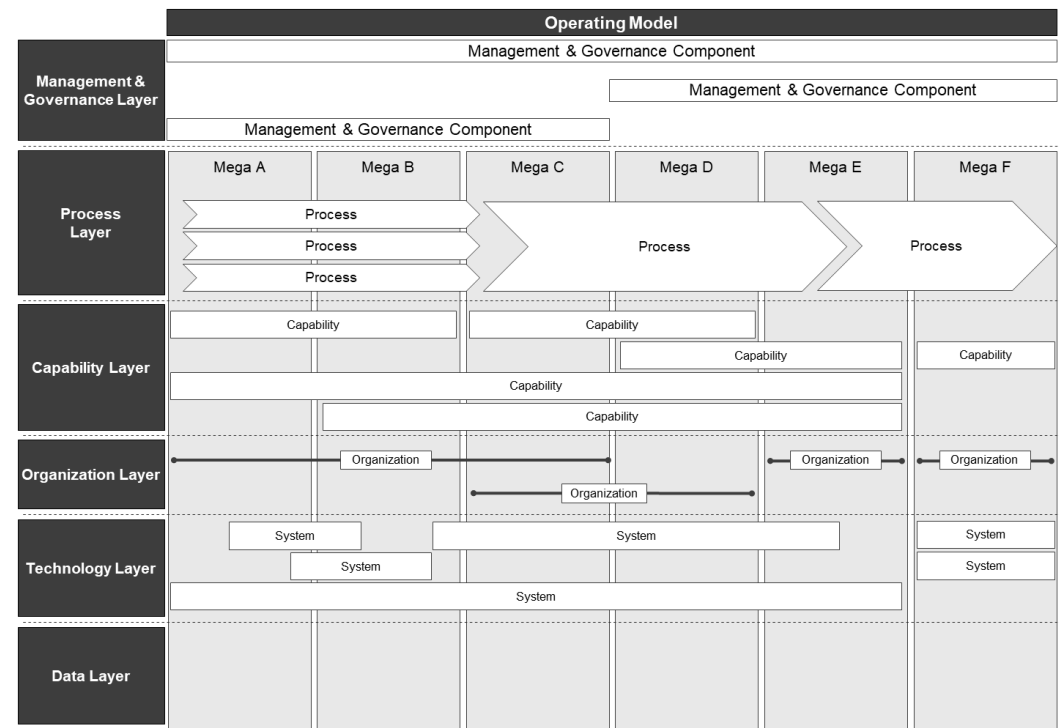 Operating Model
Management &
Governance Layer
Management & Governance Component
Management & Governance Component
Management & Governance Component
Process
Layer
Mega A
Mega B
Mega C
Mega D
Mega E
Mega F
Process
Process
Process
Process
Process
Capability Layer
Capability
Capability
Capability
Capability
Capability
Capability
Organization Layer
Organization
Organization
Organization
Organization
Technology Layer
System
System
System
System
System
System
Data Layer